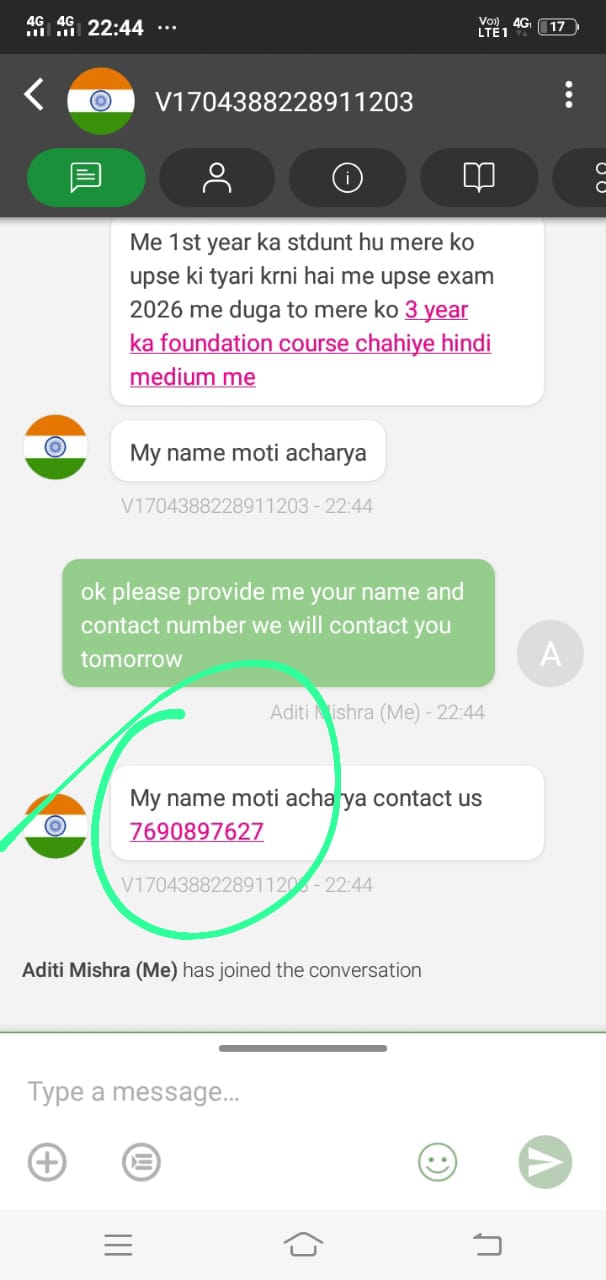 4G 4G 22:44 ... Vo)) LTE1 4G 17
V1704388228911203
Me 1st year ka stdunt hu mere ko
upse ki tyari krni hai me upse exam
2026 me duga to mere ko 3 year
ka foundation course chahiye hindi
medium me
My name moti acharya
V1704388228911203 - 22:44
ok please provide me your name and
contact number we will contact you
tomorrow
A
Aditi Mishra (Me) - 22:44
My name moti acharya contact us
7690897627
V1704388228911203 - 22:44
Aditi Mishra (Me) has joined the conversation
Type a message...